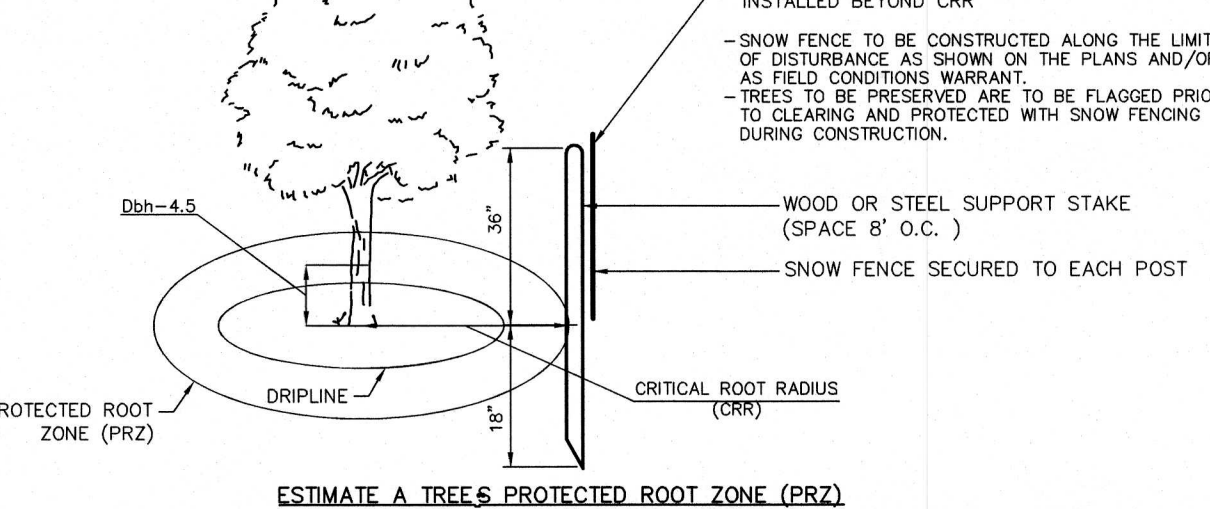 INSTALLED BEYOND CRR
- SNOW FENCE TO BE CONSTRUCTED ALONG THE LIMIT
OF DISTURBANCE AS SHOWN ON THE PLANS AND/OR
AS FIELD CONDITIONS WARRANT.
- TREES TO BE PRESERVED ARE TO BE FLAGGED PRIO
TO CLEARING AND PROTECTED WITH SNOW FENCING
DURING CONSTRUCTION.
Dbh-4.5
36"
WOOD OR STEEL SUPPORT STAKE
(SPACE 8' O.C. )
SNOW FENCE SECURED TO EACH POST
DRIPLINE
CRITICAL ROOT RADIUS
(CRR)
ROTECTED ROOT
ZONE (PRZ)
18"
ESTIMATE A TREE'S PROTECTED ROOT ZONE (PRZ)